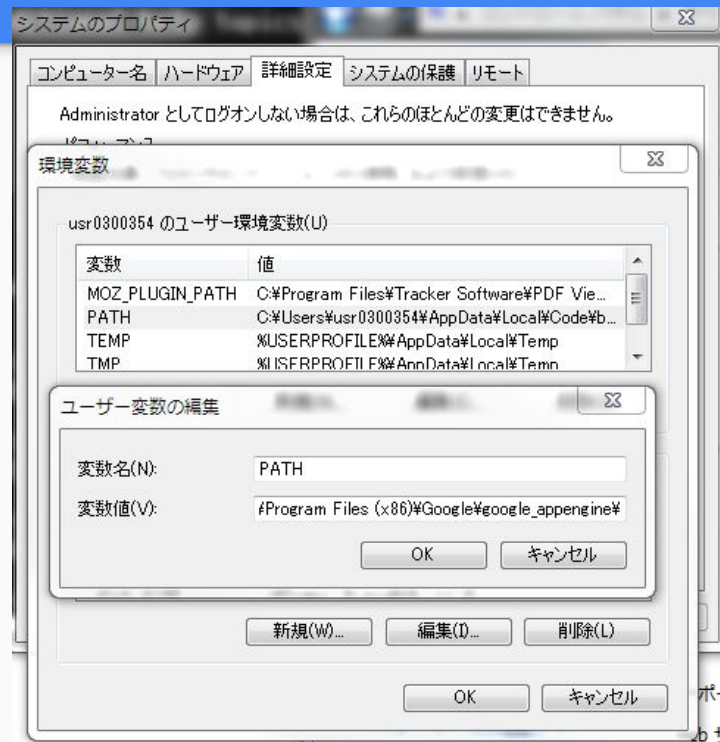 システムのプロパティ
コンピューター名 ハードウェア 詳細設定 システムの保護 リモート
Administrator としてログオンしない場合は、これらのほとんどの変更はできません。
環境変数
usr0300354 のユーザー環境変数(U)
変数 値
MOZ_PLUGIN_PATH C:¥Program Files¥Tracker Software¥PDF Vie...
PATH C:¥Users¥usr0300354¥AppData¥Local¥Code¥b...
TEMP %USERPROFILE%¥AppData¥Local¥Temp
TMP %USERPROFILE%¥AppData¥Local¥Temp
ユーザー変数の編集
変数名(N): PATH
変数値(V): ¥Program Files (x86)¥Google¥google_appengine¥
OK キャンセル
新規(W)... 編集(I)... 削除(L)
OK キャンセル